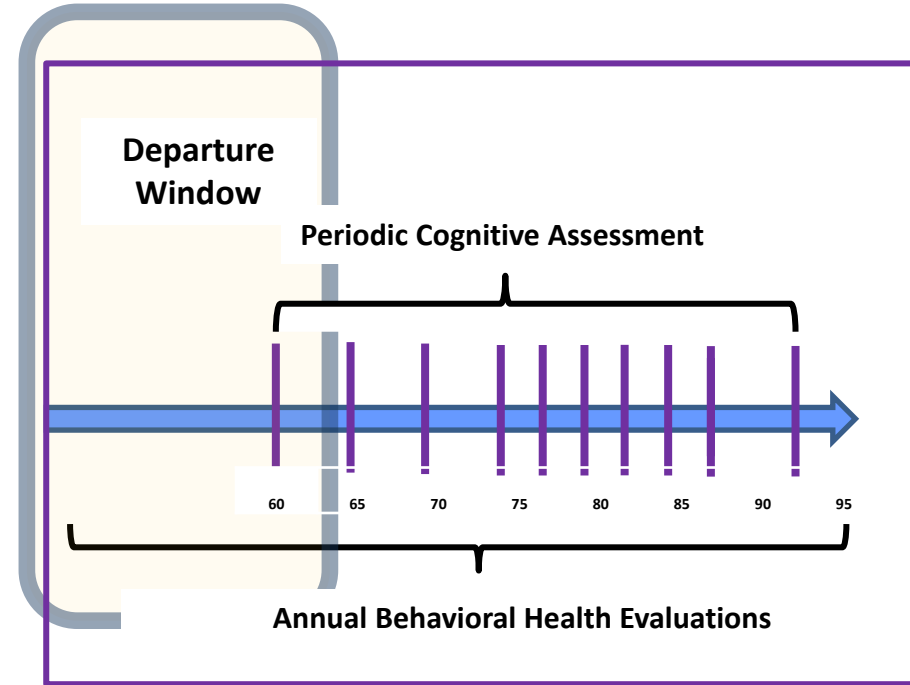 Departure
Window
Periodic Cognitive Assessment
60 65 70 75 80 85 90 95
Annual Behavioral Health Evaluations